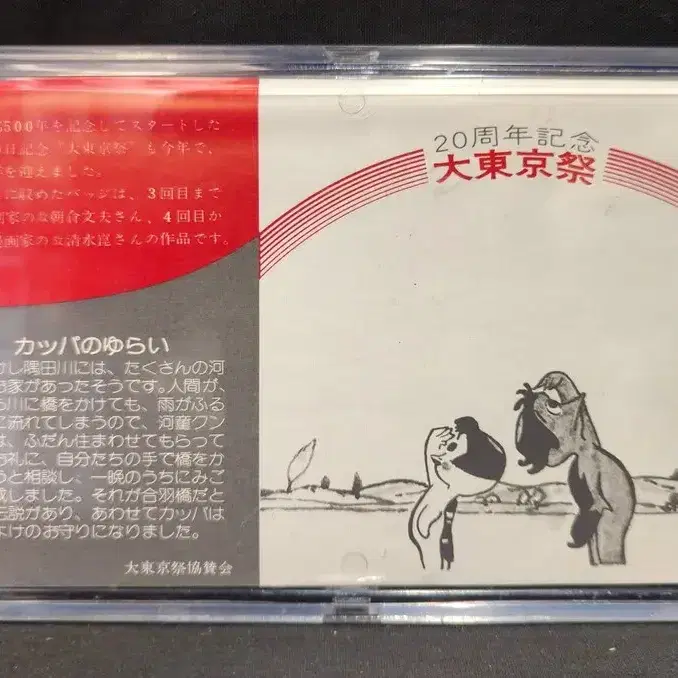 500年を記念してスタートした
日記念"大東京祭"も今年で、
を迎えました。
に収めたバッジは、3回目まで
家の故朝倉文夫さん、4回目か
漫画家の故清水崑さんの作品です。
カッパのゆらい
かし隅田川には、たくさんの河
家があったそうです。人間が、
川に橋をかけても、雨がふる
に流れてしまうので、河童クン
は、ふだん住まわせてもらって
お礼に、自分たちの手で橋をか
うと相談し、一晩のうちにみご
成しました。それが合羽橋だと
伝説があり、あわせてカッパは
よけのお守りになりました。
大東京祭協賛会
20周年記念
大東京祭